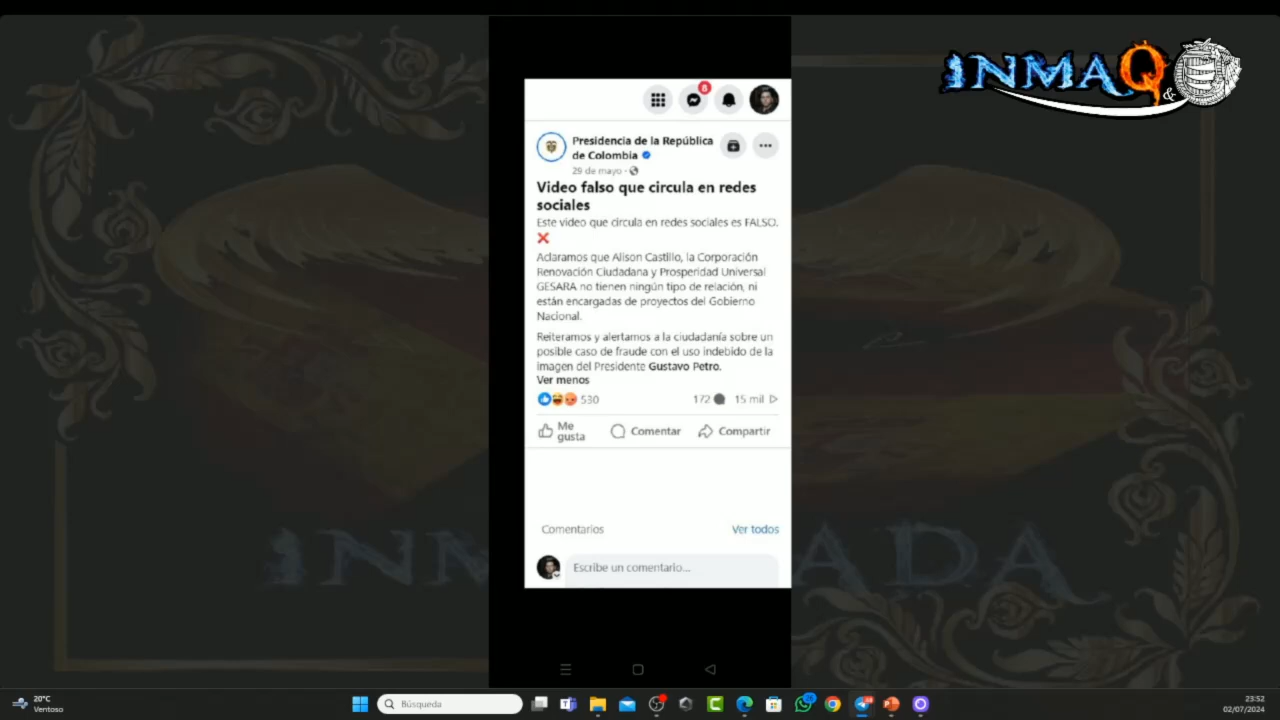 INMAQ
&
8
Presidencia de la República
de Colombia
29 de mayo ·
Video falso que circula en redes
sociales
Este video que circula en redes sociales es FALSO.
Aclaramos que Alison Castillo, la Corporación
Renovación Ciudadana y Prosperidad Universal
GESARA no tienen ningún tipo de relación, ni
están encargadas de proyectos del Gobierno
Nacional.
Reiteramos y alertamos a la ciudadanía sobre un
posible caso de fraude con el uso indebido de la
imagen del Presidente Gustavo Petro.
Ver menos
530 172 15 mil
Me gusta Comentar Compartir
Comentarios Ver todos
Escribe un comentario...
20°C
Ventoso
Búsqueda
23:52
02/07/2024